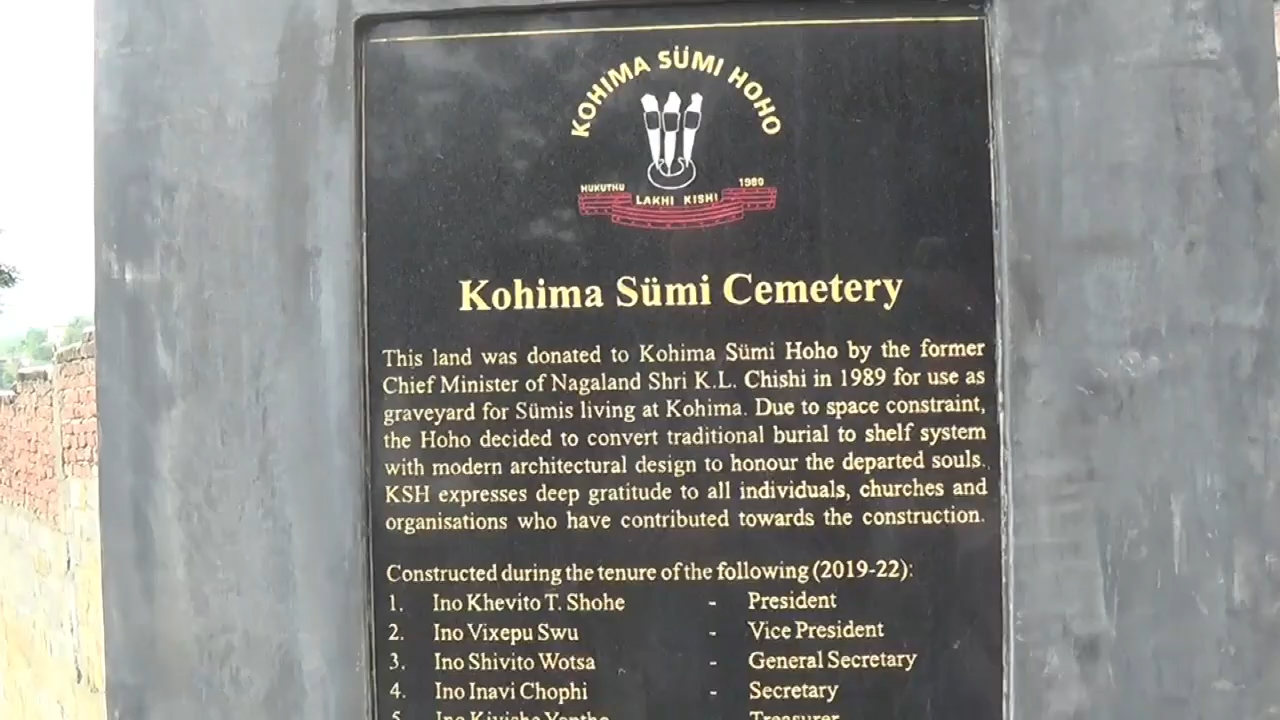 KOHIMA SÜMI HOHO
HUKUTHU 1980
LAKHI KISHI
Kohima Sümi Cemetery
This land was donated to Kohima Sümi Hoho by the former
Chief Minister of Nagaland Shri K.L. Chishi in 1989 for use as
graveyard for Sümis living at Kohima. Due to space constraint,
the Hoho decided to convert traditional burial to shelf system
with modern architectural design to honour the departed souls.
KSH expresses deep gratitude to all individuals, churches and
organisations who have contributed towards the construction.
Constructed during the tenure of the following (2019-22):
1. Ino Khevito T. Shohe - President
2. Ino Vixepu Swu - Vice President
3. Ino Shivito Wotsa - General Secretary
4. Ino Inavi Chophi - Secretary
5. Ino Treasurer